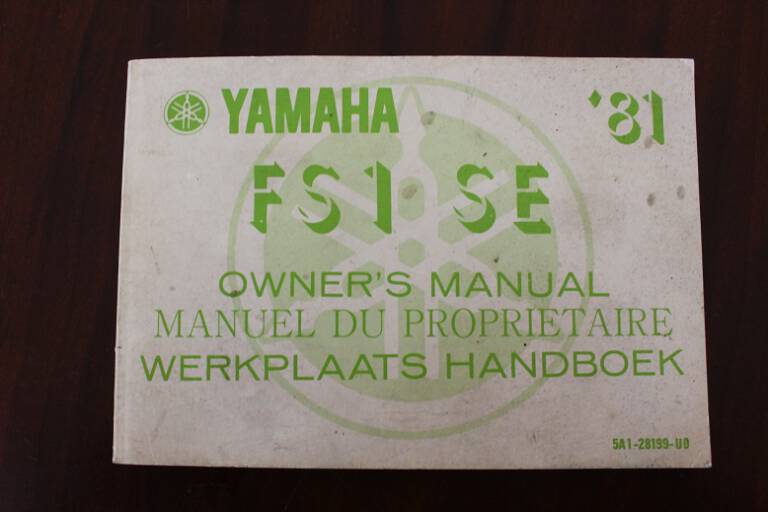 YAMAHA '81
FS1 SE
OWNER'S MANUAL
MANUEL DU PROPRIETAIRE
WERKPLAATS HANDBOEK
5A1-28199-U0